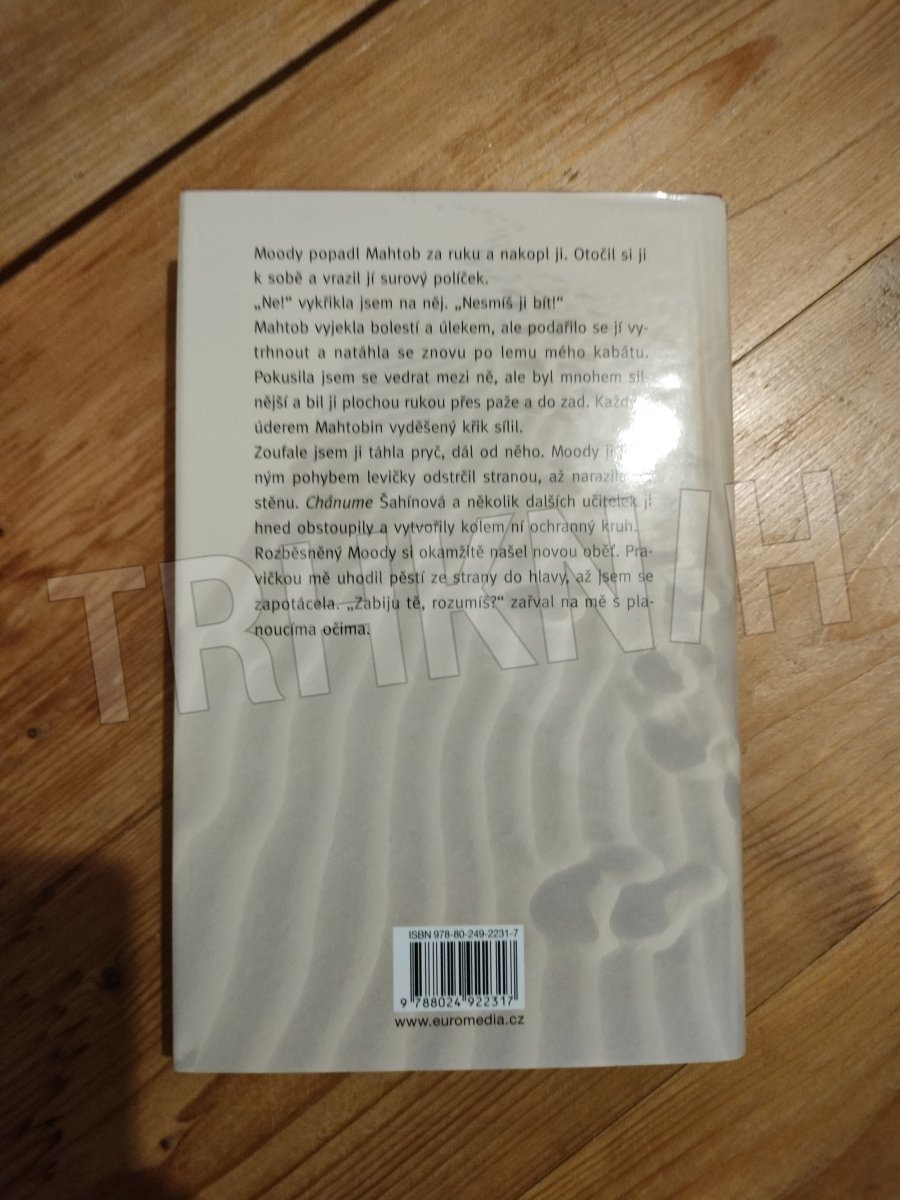 Moody popadl Mahtob za ruku a nakopl ji. Otočil si ji
k sobě a vrazil jí surový políček.
„Ne!“ vykřikla jsem na něj. „Nesmíš ji bít!“
Mahtob vyjekla bolestí a úlekem, ale podařilo se jí vy-
trhnout a natáhla se znovu po lemu mého kabátu.
Pokusila jsem se vedrat mezi ně, ale byl mnohem sil-
nější a bil ji plochou rukou přes paže a do zad. Každým
úderem Mahtobin vyděšený křik sílil.
Zoufale jsem ji táhla pryč, dál od něho. Moody ji
ným pohybem levičky odstrčil stranou, až narazila
stěnu. Chánume Šahínová a několik dalších učitelek ji
hned obstoupily a vytvořily kolem ní ochranný kruh.
Rozběsněný Moody si okamžitě našel novou oběť. Pra-
vičkou mě uhodil pěstí ze strany do hlavy, až jsem se
zapotácela. „Zabiju tě, rozumíš?“ zařval na mě s pla-
noucíma očima.
TRHKNIH
ISBN 978-80-249-2231-7
9 788024 922317
www.euromedia.cz